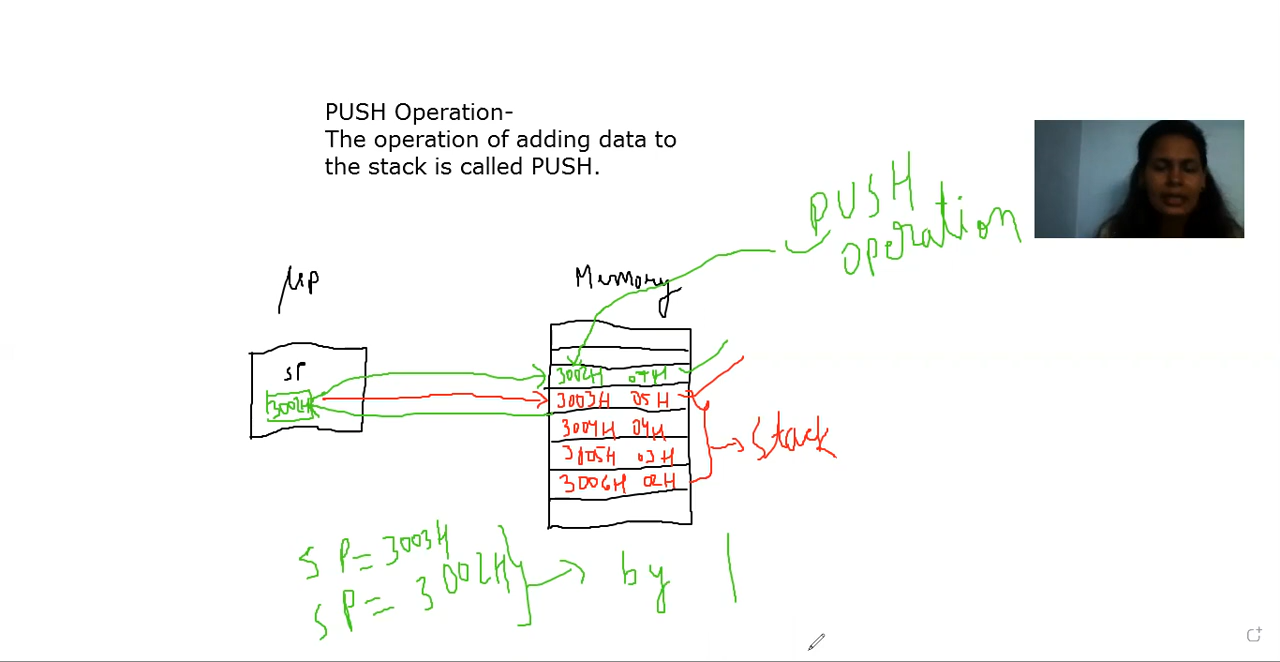 PUSH Operation-
The operation of adding data to
the stack is called PUSH.
PUSH
operation
μp
Memory
SP
3002H
3002H
3003H 05H
3004H 04H
3005H 03H
3006H 02H
Stack
SP = 3003H
SP = 3002H
by 1